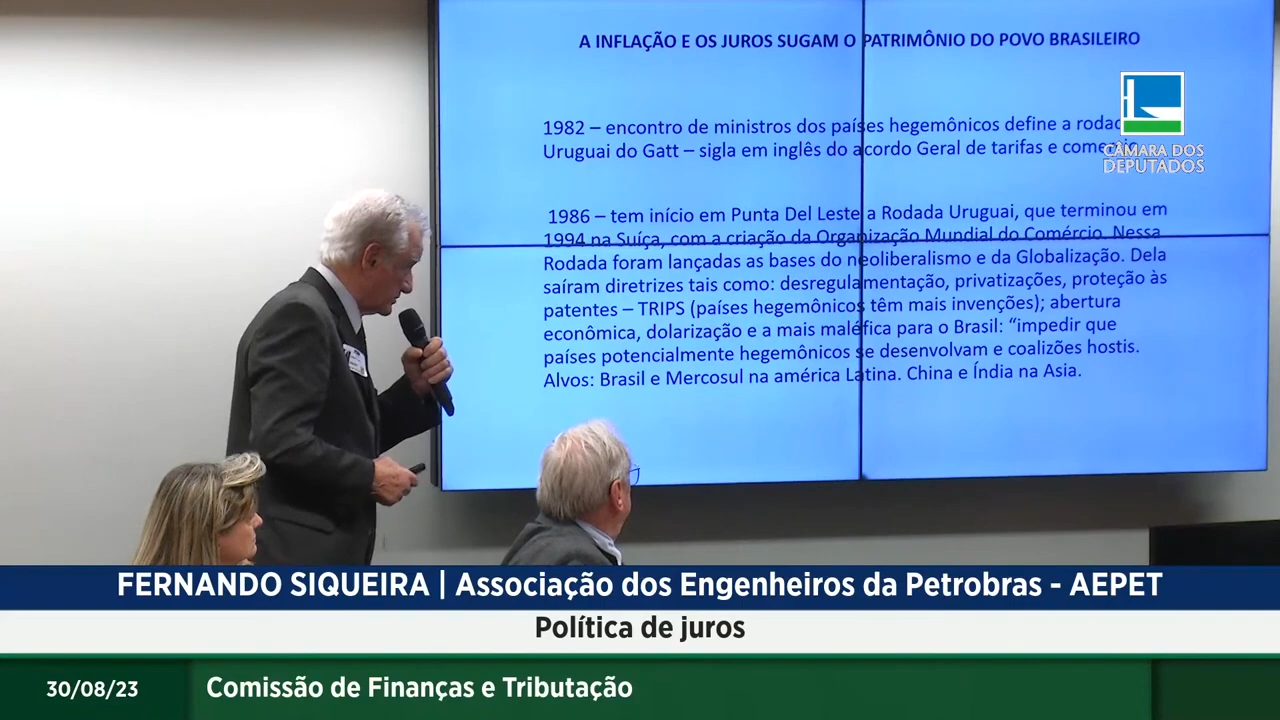 A INFLAÇÃO E OS JUROS SUGAM O PATRIMÔNIO DO POVO BRASILEIRO
1982 – encontro de ministros dos países hegemônicos define a
Uruguai do Gatt – sigla em inglês do acordo Geral de tarifas e
CÂMARA DOS
DEPUTADOS
1986 – tem início em Punta Del Leste a Rodada Uruguai, que terminou em
1994 na Suíça, com a criação da Organização Mundial do Comércio. Nessa
Rodada foram lançadas as bases do neoliberalismo e da Globalização. Dela
saíram diretrizes tais como: desregulamentação, privatizações, proteção às
patentes – TRIPS (países hegemônicos têm mais invenções); abertura
econômica, dolarização e a mais maléfica para o Brasil: “impedir que
países potencialmente hegemônicos se desenvolvam e coalizões hostis.
Alvos: Brasil e Mercosul na américa Latina. China e Índia na Asia.
FERNANDO SIQUEIRA | Associação dos Engenheiros da Petrobras - AEPET
Política de juros
30/08/23 Comissão de Finanças e Tributação